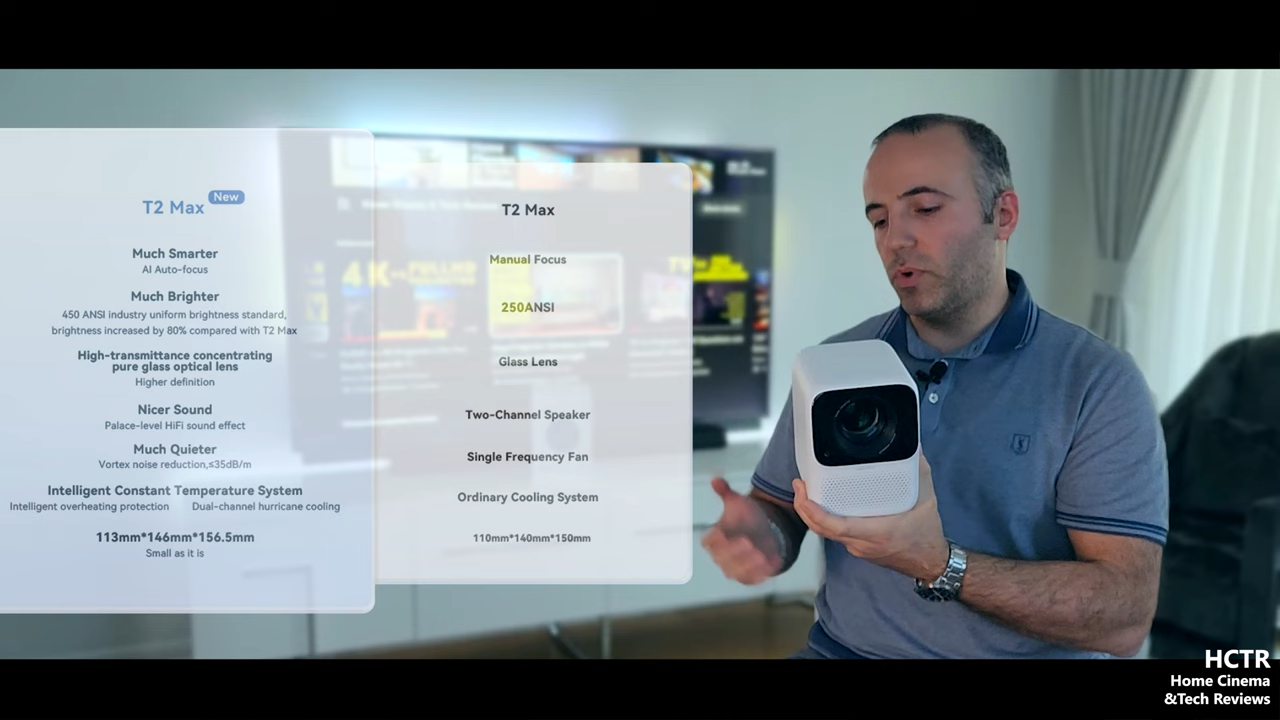 T2 Max New
Much Smarter
AI Auto-focus
Much Brighter
450 ANSI industry uniform brightness standard,
brightness increased by 80% compared with T2 Max
High-transmittance concentrating
pure glass optical lens
Higher definition
Nicer Sound
Palace-level HiFi sound effect
Much Quieter
Vortex noise reduction,≤35dB/m
Intelligent Constant Temperature System
Intelligent overheating protection Dual-channel hurricane cooling
113mm*146mm*156.5mm
Small as it is
T2 Max
Manual Focus
250ANSI
Glass Lens
Two-Channel Speaker
Single Frequency Fan
Ordinary Cooling System
110mm*140mm*150mm
4K
HCTR
Home Cinema
&Tech Reviews